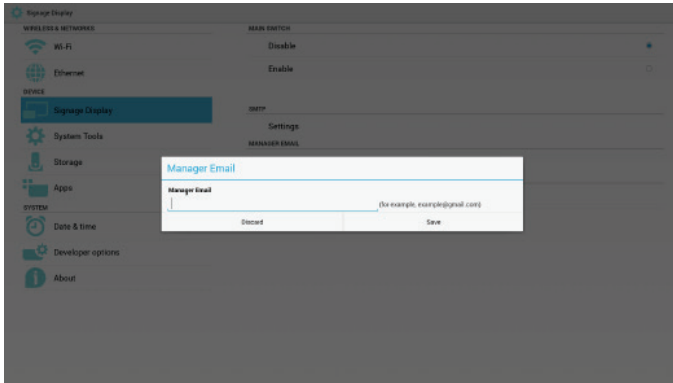 Signage Display
WIRELESS & NETWORKS
Wi-Fi
Ethernet
DEVICE
Signage Display
System Tools
Storage
Apps
SYSTEM
Date & time
Developer options
About
MAIN SWITCH
Disable
Enable
SMTP
Settings
MANAGER EMAIL
Manager Email
Manager Email
(for example, example@gmail.com)
Discard
Save